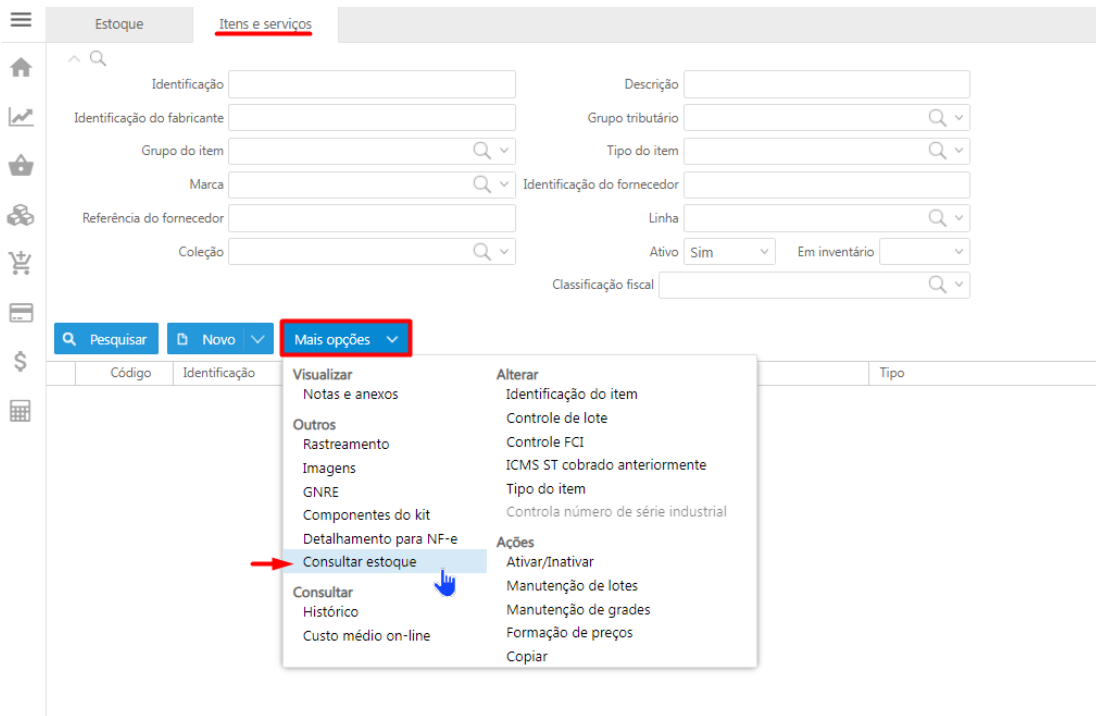 Estoque
Itens e serviços
Identificação
Descrição
Identificação do fabricante
Grupo tributário
Grupo do item
Tipo do item
Marca
Identificação do fornecedor
Referência do fornecedor
Linha
Coleção
Ativo Sim
Em inventário
Classificação fiscal
Pesquisar
Novo
Mais opções
Código
Identificação
Tipo
Visualizar
Notas e anexos
Outros
Rastreamento
Imagens
GNRE
Componentes do kit
Detalhamento para NF-e
Consultar estoque
Consultar
Histórico
Custo médio on-line
Alterar
Identificação do item
Controle de lote
Controle FCI
ICMS ST cobrado anteriormente
Tipo do item
Controla número de série industrial
Ações
Ativar/Inativar
Manutenção de lotes
Manutenção de grades
Formação de preços
Copiar